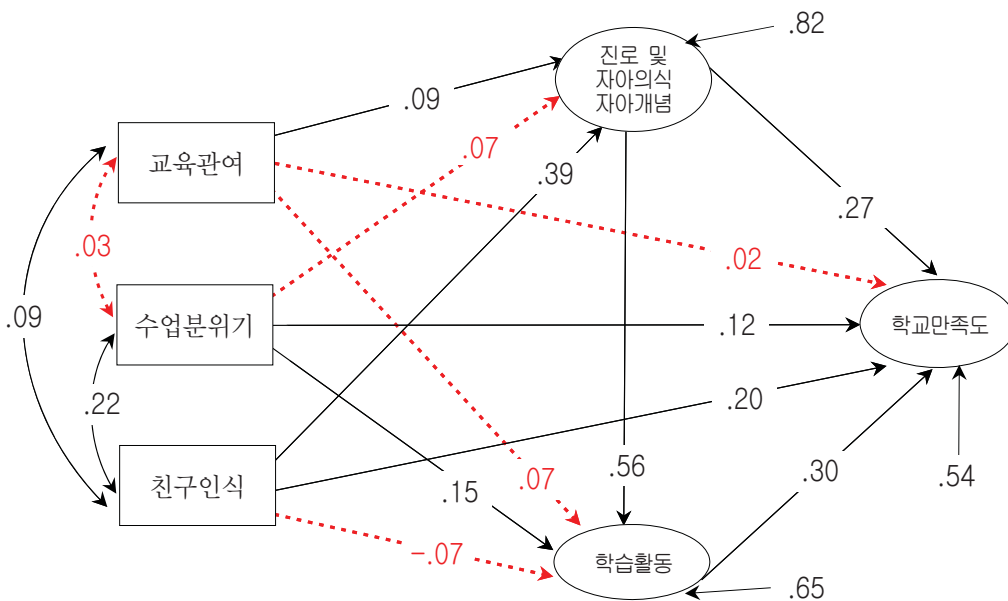 .82
진로 및
자아의식
자아개념
.09
.07
교육관여
.39
.27
.03
.02
.09
수업분위기
.12
학교만족도
.22
.20
친구인식
.07
.56
.30
.54
.15
-.07
학습활동
.65